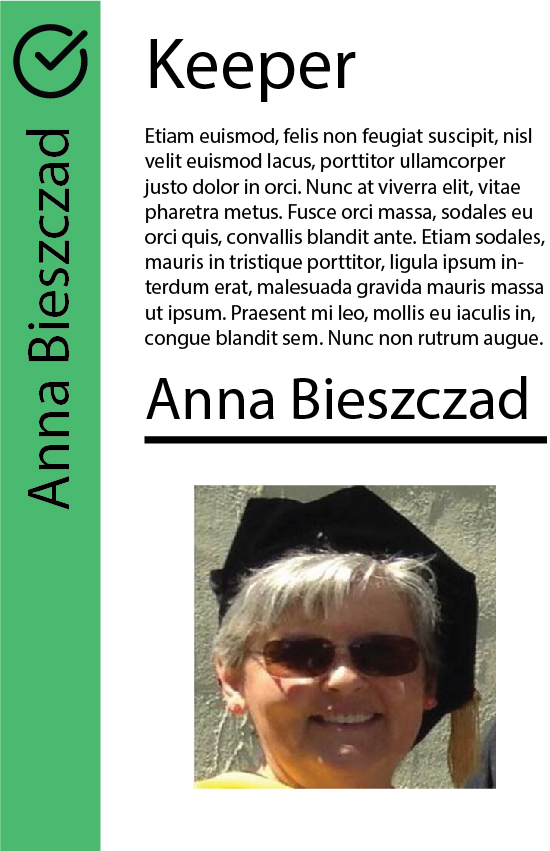 Anna Bieszczad
Keeper
Etiam euismod, felis non feugiat suscipit, nisl
velit euismod lacus, porttitor ullamcorper
justo dolor in orci. Nunc at viverra elit, vitae
pharetra metus. Fusce orci massa, sodales eu
orci quis, convallis blandit ante. Etiam sodales,
mauris in tristique porttitor, ligula ipsum in-
terdum erat, malesuada gravida mauris massa
ut ipsum. Praesent mi leo, mollis eu iaculis in,
congue blandit sem. Nunc non rutrum augue.
Anna Bieszczad